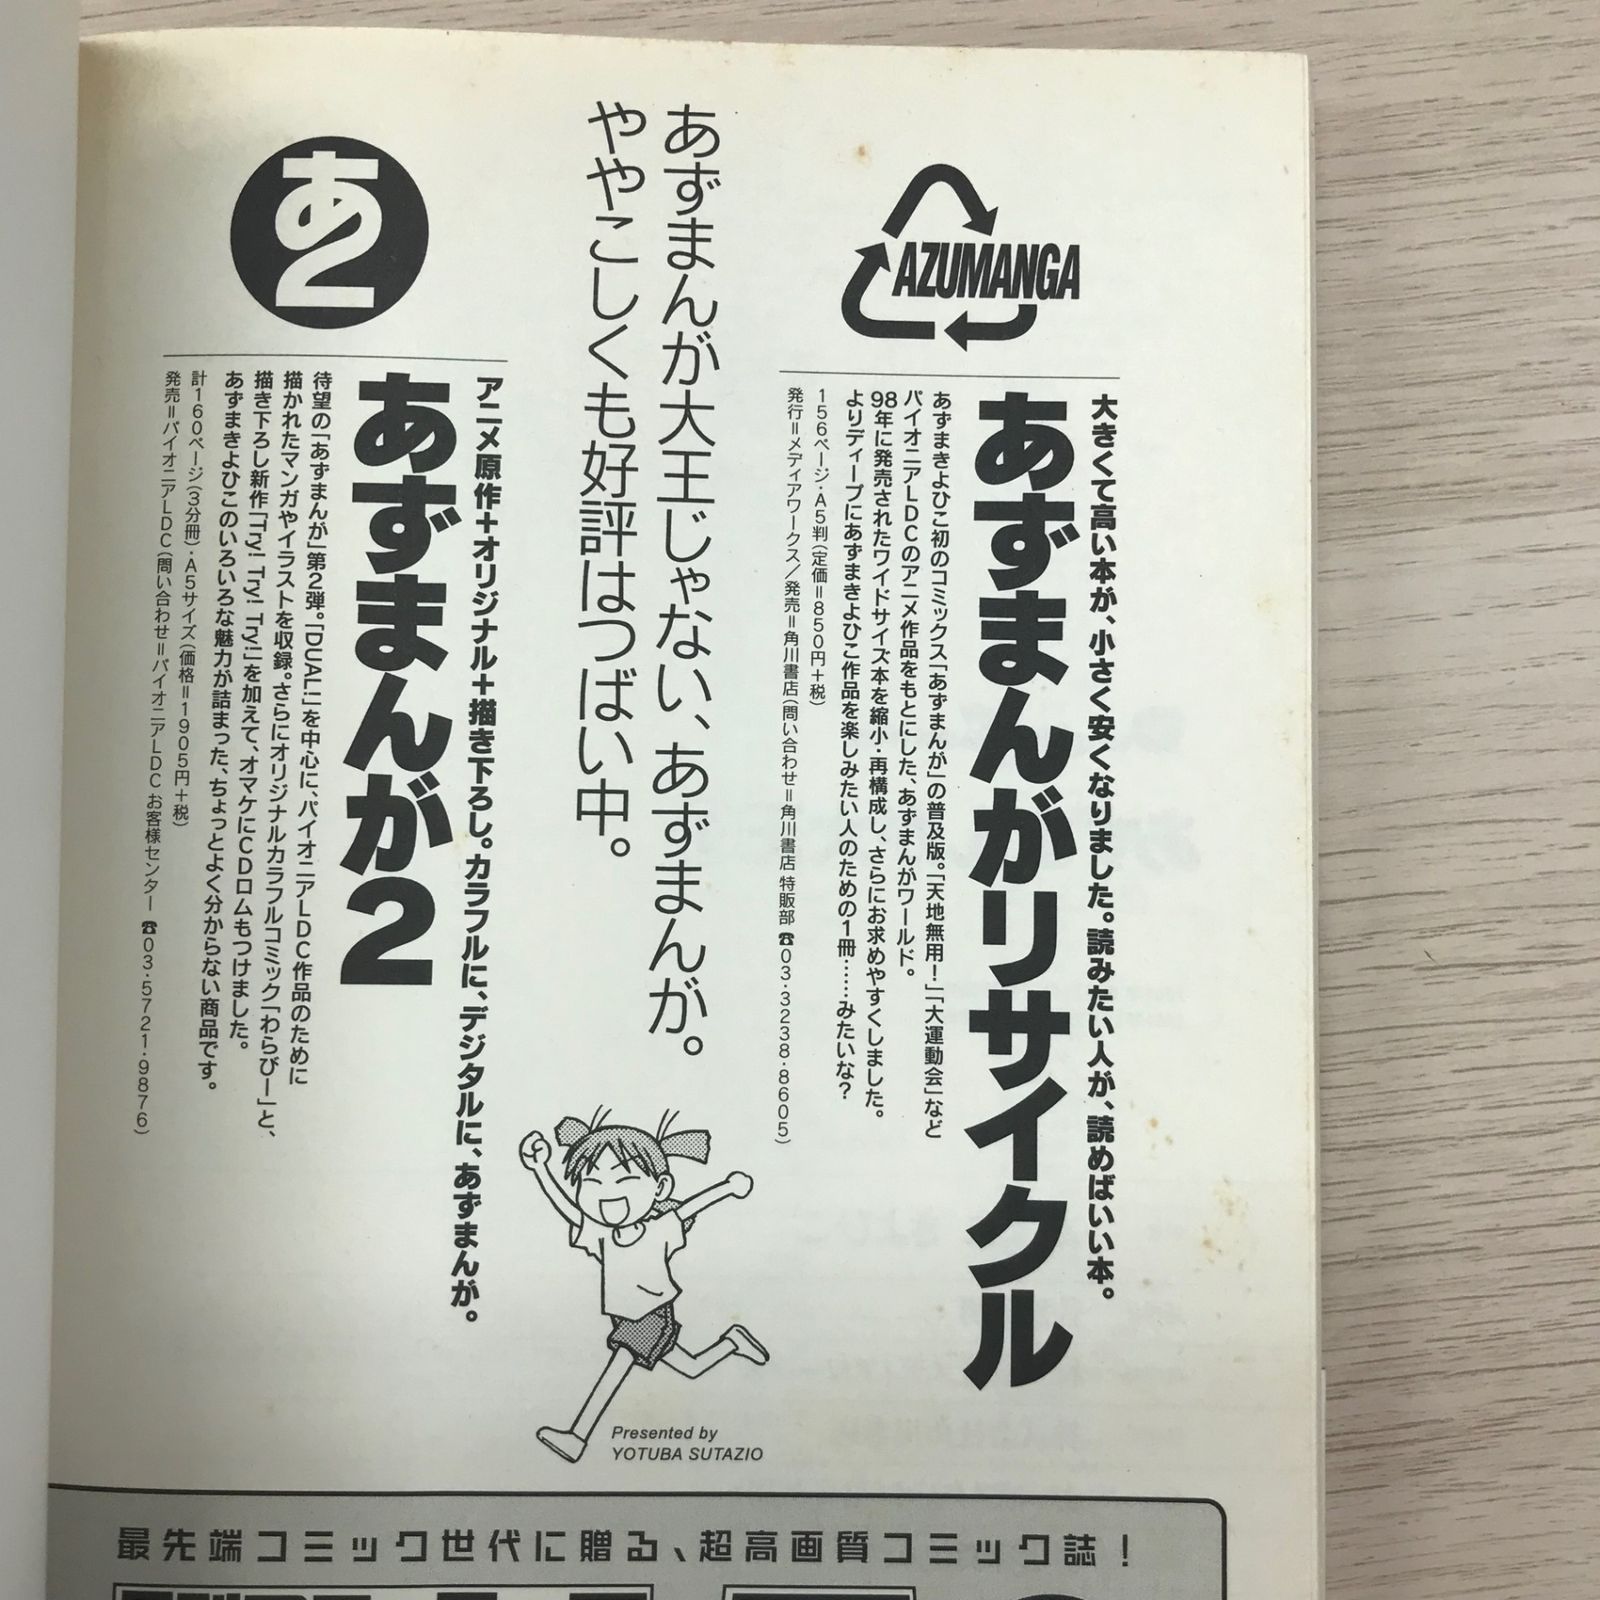 AZUMANGA
大きくて高い本が、小さく安くなりました。読みたい人が、読めばいい本。
あずまんがリサイクル
あずまきよひこ初のコミックス「あずまんが」の普及版。「天地無用!」「大運動会」など
パイオニアLDCのアニメ作品をもとにした、あずまんがワールド。
98年に発売されたワイドサイズ本を縮小・再構成し、さらにお求めやすくしました。
よりディープにあずまきよひこ作品を楽しみたい人のための1冊……みたいな?
156ページ・A5判(定価=850円+税)
発行=メディアワークス/発売=角川書店(問い合わせ=角川書店 特販部 ☎03・3238・8605)
あずまんが大王じゃない、あずまんが。
ややこしくも好評はつばい中。
あ2
アニメ原作+オリジナル+描き下ろし。カラフルに、デジタルに、あずまんが。
あずまんが2
待望の「あずまんが」第2弾。「DUAL!」を中心に、パイオニアLDC作品のために
描かれたマンガやイラストを収録。さらにオリジナルカラフルコミック「わらびー」と、
描き下ろし新作「Try! Try! Try!」を加えて、オマケにCDロムもつけました。
あずまきよひこのいろいろな魅力が詰まった、ちょっとよく分からない商品です。
計160ページ(3分冊)・A5サイズ(価格=1905円+税)
発売=パイオニアLDC(問い合わせ=パイオニアLDC お客様センター ☎03・5721・9876)
Presented by
YOTUBA SUTAZIO
最先端コミック世代に贈る、超高画質コミック誌!